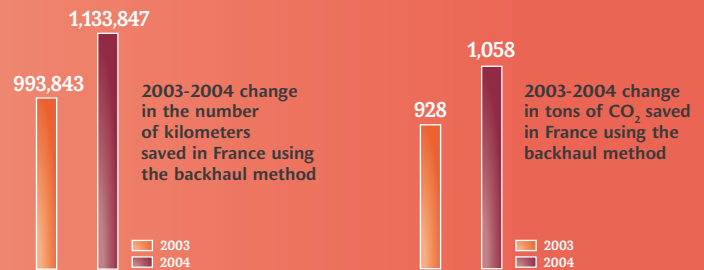 1,133,847
993,843
2003-2004 change
in the number
of kilometers
saved in France using
the backhaul method
2003
2004
1,058
928
2003-2004 change
in tons of CO₂ saved
in France using the
backhaul method
2003
2004